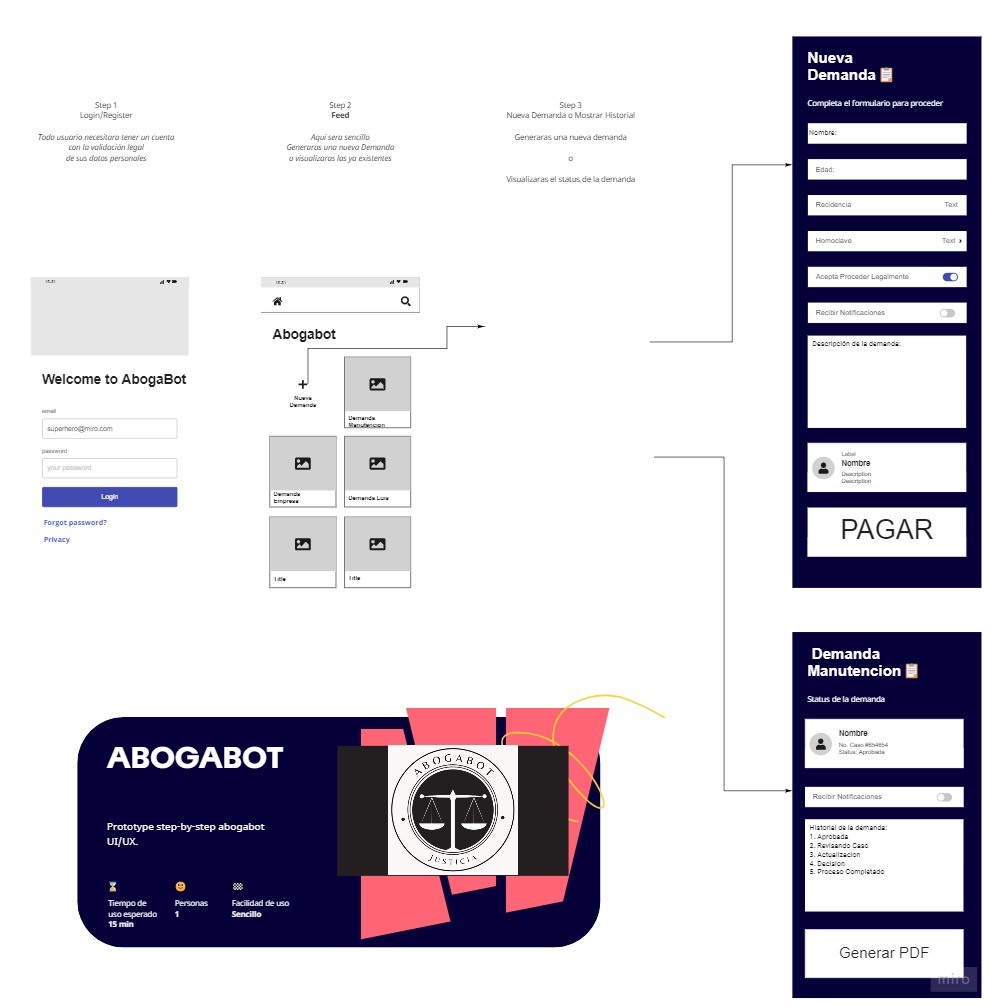 Step 1
Login/Register
Todo usuario necesitara tener un cuenta
con la validación legal
de sus datos personales
Step 2
Feed
Aqui sera sencillo
Generaras una nueva Demanda
o visualizaras las ya existentes
Step 3
Nueva Demanda o Mostrar Historial
Generaras una nueva demanda
o
Visualizaras el status de la demanda
Nueva
Demanda
Completa el formulario para proceder
Nombre:
Edad:
Recidencia Text
Homoclave Text
Acepta Proceder Legalmente
Recibir Notificaciones
Descripción de la demanda:
Label
Nombre
Description
Description
PAGAR
Welcome to AbogaBot
email
superhero@miro.com
password
your password
Login
Forgot password?
Privacy
Abogabot
Nueva
Demanda
Demanda
Manutencion
Demanda
Empresa
Demanda Luis
Title
Title
Demanda
Manutencion
Status de la demanda
Nombre
No. Caso #654654
Status: Aprobada
Recibir Notificaciones
Historial de la demanda:
1. Aprobada
2. Revisando Caso
3. Actualizacion
4. Decision
5. Proceso Completado
Generar PDF
miro
ABOGABOT
Prototype step-by-step abogabot
UI/UX.
Tiempo de
uso esperado
15 min
Personas
1
Facilidad de uso
Sencillo
ABOGABOT
JUSTICIA